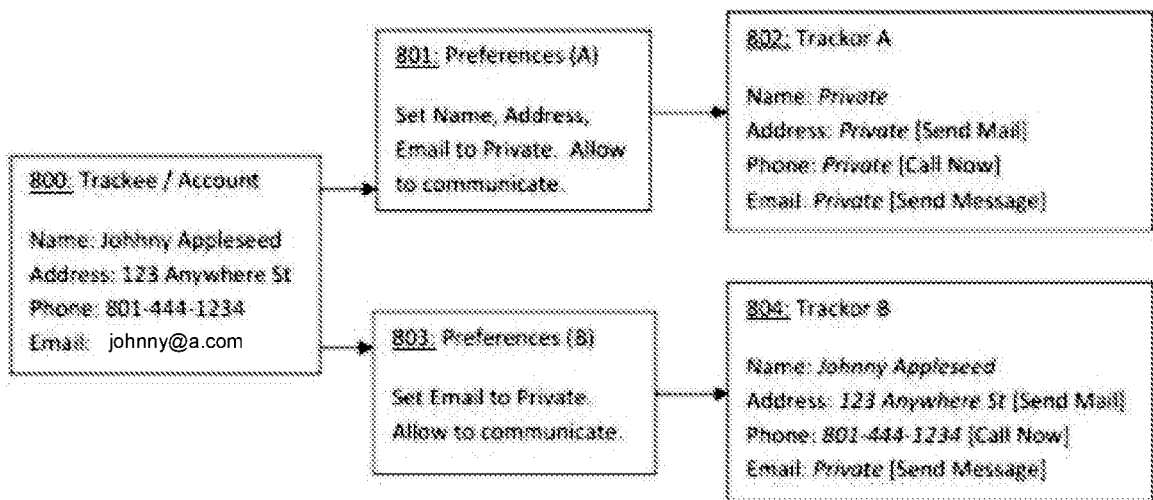 800: Trackee / Account
Name: Johhny Appleseed
Address: 123 Anywhere St
Phone: 801-444-1234
Email: johnny@a.com
801: Preferences (A)
Set Name, Address,
Email to Private. Allow
to communicate.
802: Trackor A
Name: Private
Address: Private [Send Mail]
Phone: Private [Call Now]
Email: Private [Send Message]
803: Preferences (B)
Set Email to Private.
Allow to communicate.
804: Trackor B
Name: Johnny Appleseed
Address: 123 Anywhere St [Send Mail]
Phone: 801-444-1234 [Call Now]
Email: Private [Send Message]